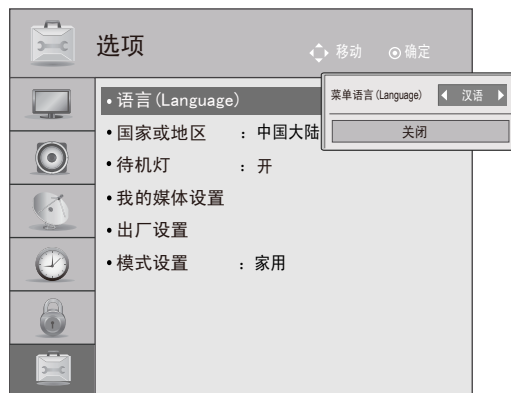 选项
移动 确定
•语言(Language)
•国家或地区 : 中国大陆
•待机灯 : 开
•我的媒体设置
•出厂设置
•模式设置 : 家用
菜单语言(Language) ◀ 汉语 ▶
关闭